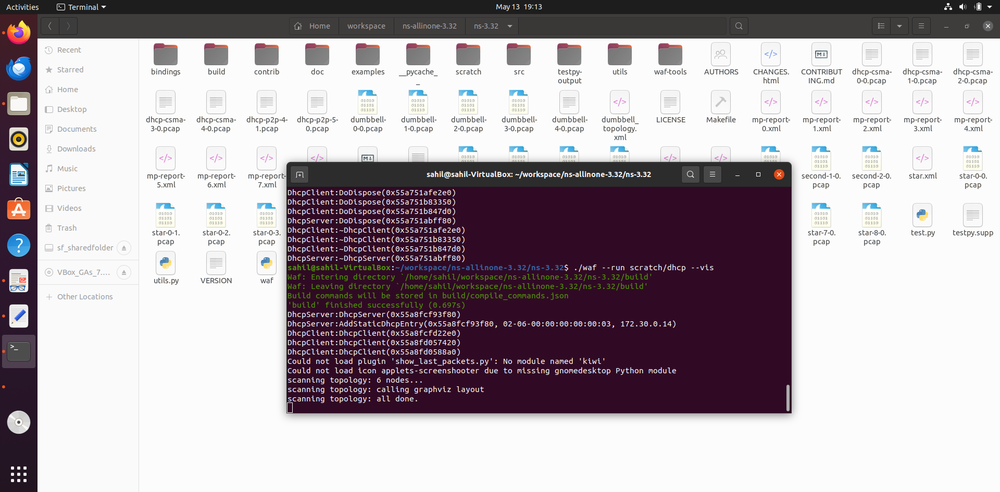 Activities
Terminal
May 13 19:13
Home
workspace
ns-allinone-3.32
ns-3.32
Recent
Starred
Home
Desktop
Documents
Downloads
Music
Pictures
Videos
Trash
sf_sharedfolder
VBox_GAs_7....
Other Locations
bindings
build
contrib
doc
examples
__pycache_
_
scratch
src
testpy-
output
utils
waf-tools
AUTHORS
CHANGES.
html
CONTRIBUT
ING.md
dhcp-csma-
0-0.pcap
dhcp-csma-
1-0.pcap
dhcp-csma-
2-0.pcap
dhcp-csma-
3-0.pcap
dhcp-csma-
4-0.pcap
dhcp-p2p-4-
1.pcap
dhcp-p2p-5-
0.pcap
dumbbell-
0-0.pcap
dumbbell-
1-0.pcap
dumbbell-
2-0.pcap
dumbbell-
3-0.pcap
dumbbell-
4-0.pcap
dumbbell_
topology.
xml
LICENSE
Makefile
mp-report-
0.xml
mp-report-
1.xml
mp-report-
2.xml
mp-report-
3.xml
mp-report-
4.xml
mp-report-
5.xml
mp-report-
6.xml
mp-report-
7.xml
second-1-0.
pcap
second-2-0.
pcap
star.xml
star-0-0.
pcap
star-0-1.
pcap
star-0-2.
pcap
star-0-3.
pcap
star-7-0.
pcap
star-8-0.
pcap
test.py
testpy.supp
utils.py
VERSION
waf
sahil@sahil-VirtualBox: ~/workspace/ns-allinone-3.32/ns-3.32
DhcpClient:DoDispose(0x55a751afe2e0)
DhcpClient:DoDispose(0x55a751b83350)
DhcpClient:DoDispose(0x55a751b847d0)
DhcpServer:DoDispose(0x55a751abff80)
DhcpClient:~DhcpClient(0x55a751afe2e0)
DhcpClient:~DhcpClient(0x55a751b83350)
DhcpClient:~DhcpClient(0x55a751b847d0)
DhcpServer:~DhcpServer(0x55a751abff80)
sahil@sahil-VirtualBox:~/workspace/ns-allinone-3.32/ns-3.32$ ./waf --run scratch/dhcp --vis
Waf: Entering directory `/home/sahil/workspace/ns-allinone-3.32/ns-3.32/build'
Waf: Leaving directory `/home/sahil/workspace/ns-allinone-3.32/ns-3.32/build'
Build commands will be stored in build/compile_commands.json
'build' finished successfully (0.697s)
DhcpServer:DhcpServer(0x55a8fcf93f80)
DhcpServer:AddStaticDhcpEntry(0x55a8fcf93f80, 02-06-00:00:00:00:00:03, 172.30.0.14)
DhcpClient:DhcpClient(0x55a8fcfd22e0)
DhcpClient:DhcpClient(0x55a8fd057420)
DhcpClient:DhcpClient(0x55a8fd0588a0)
Could not load plugin 'show_last_packets.py': No module named 'kiwi'
Could not load icon applets-screenshooter due to missing gnomedesktop Python module
scanning topology: 6 nodes...
scanning topology: calling graphviz layout
scanning topology: all done.